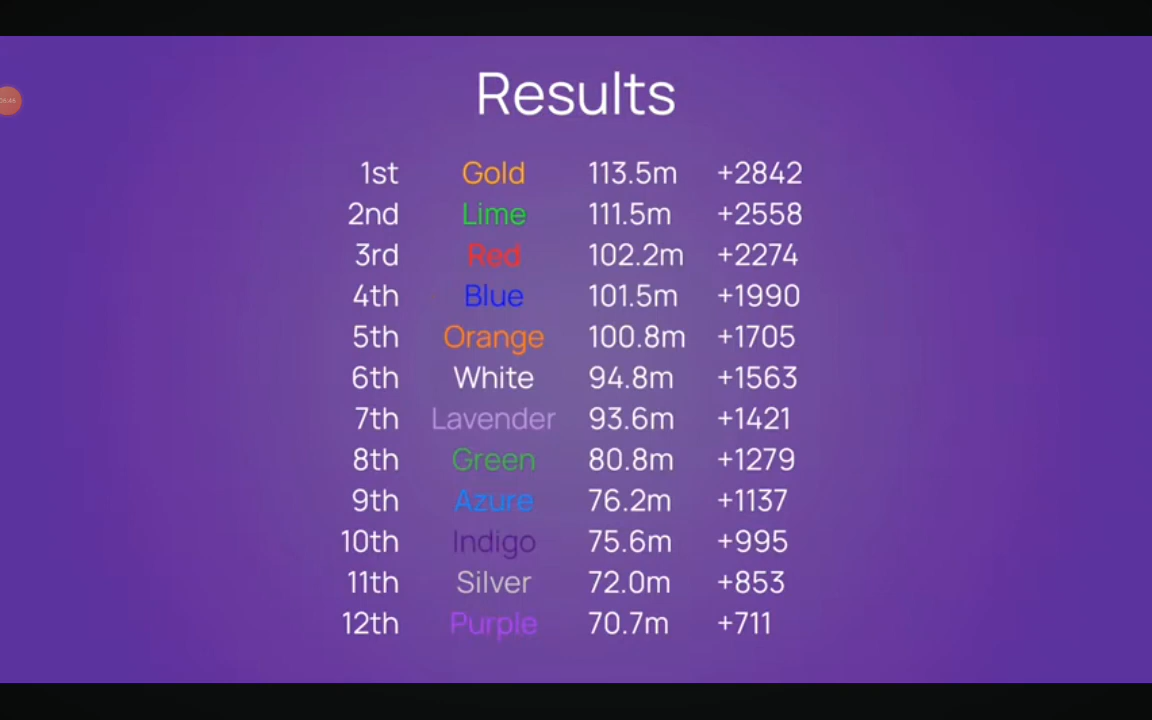 Results
1st Gold 113.5m +2842
2nd Lime 111.5m +2558
3rd Red 102.2m +2274
4th Blue 101.5m +1990
5th Orange 100.8m +1705
6th White 94.8m +1563
7th Lavender 93.6m +1421
8th Green 80.8m +1279
9th Azure 76.2m +1137
10th Indigo 75.6m +995
11th Silver 72.0m +853
12th Purple 70.7m +711